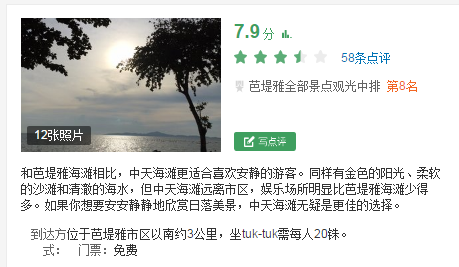 7.9 分
58条点评
芭堤雅全部景点观光中排 第8名
12张照片
写点评
和芭堤雅海滩相比，中天海滩更适合喜欢安静的游客。同样有金色的阳光、柔软
的沙滩和清澈的海水，但中天海滩远离市区，娱乐场所明显比芭堤雅海滩少得
多。如果你想要安安静静地欣赏日落美景，中天海滩无疑是更佳的选择。
到达方位于芭堤雅市区以南约3公里，坐tuk-tuk需每人20铢。
式： 门票：免费